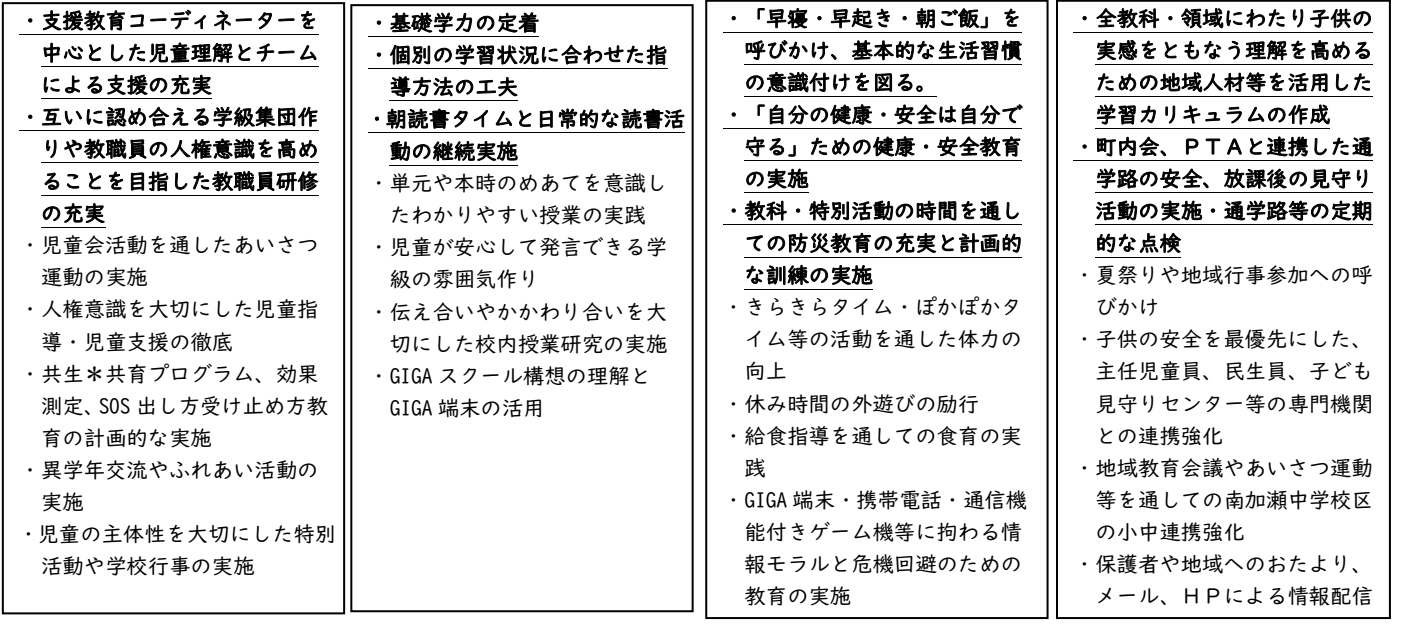 ・支援教育コーディネーターを
中心とした児童理解とチーム
による支援の充実
・互いに認め合える学級集団作
りや教職員の人権意識を高め
ることを目指した教職員研修
の充実
・児童会活動を通したあいさつ
運動の実施
・人権意識を大切にした児童指
導・児童支援の徹底
・共生＊共育プログラム、効果
測定、SOS 出し方受け止め方教
育の計画的な実施
・異学年交流やふれあい活動の
実施
・児童の主体性を大切にした特別
活動や学校行事の実施
・基礎学力の定着
・個別の学習状況に合わせた指
導方法の工夫
・朝読書タイムと日常的な読書活
動の継続実施
・単元や本時のめあてを意識し
たわかりやすい授業の実践
・児童が安心して発言できる学
級の雰囲気作り
・伝え合いやかかわり合いを大
切にした校内授業研究の実施
・GIGA スクール構想の理解と
GIGA 端末の活用
・「早寝・早起き・朝ご飯」を
呼びかけ、基本的な生活習慣
の意識付けを図る。
・「自分の健康・安全は自分で
守る」ための健康・安全教育
の実施
・教科・特別活動の時間を通し
ての防災教育の充実と計画的
な訓練の実施
・きらきらタイム・ぽかぽかタ
イム等の活動を通した体力の
向上
・休み時間の外遊びの励行
・給食指導を通しての食育の実
践
・GIGA 端末・携帯電話・通信機
能付きゲーム機等に拘わる情
報モラルと危機回避のための
教育の実施
・全教科・領域にわたり子供の
実感をともなう理解を高める
ための地域人材等を活用した
学習カリキュラムの作成
・町内会、ＰＴＡと連携した通
学路の安全、放課後の見守り
活動の実施・通学路等の定期
的な点検
・夏祭りや地域行事参加への呼
びかけ
・子供の安全を最優先にした、
主任児童員、民生員、子ども
見守りセンター等の専門機関
との連携強化
・地域教育会議やあいさつ運動
等を通しての南加瀬中学校区
の小中連携強化
・保護者や地域へのおたより、
メール、ＨＰによる情報配信